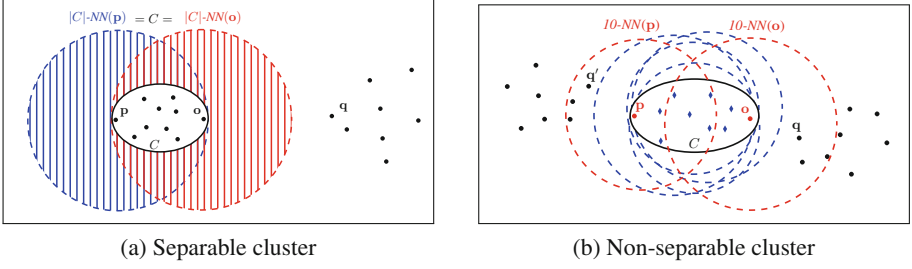 |C|-NN(p) = C = |C|-NN(o)
p
o
C
q
(a) Separable cluster
10-NN(p)
10-NN(o)
q′
p
o
C
q
(b) Non-separable cluster